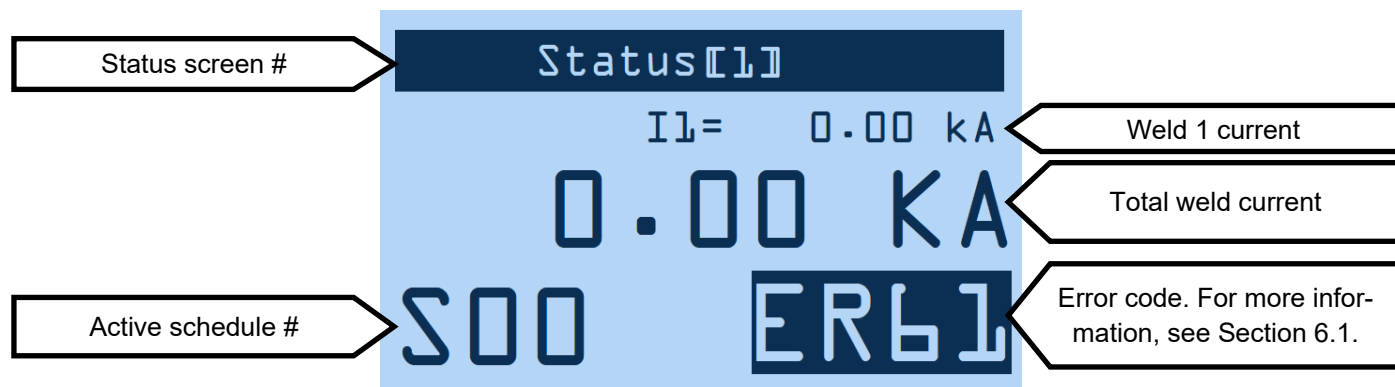 Status screen #
Status[1]
I1= 0.00 kA
Weld 1 current
0.00 KA
Total weld current
Active schedule #
S00
ER61
Error code. For more infor-
mation, see Section 6.1.